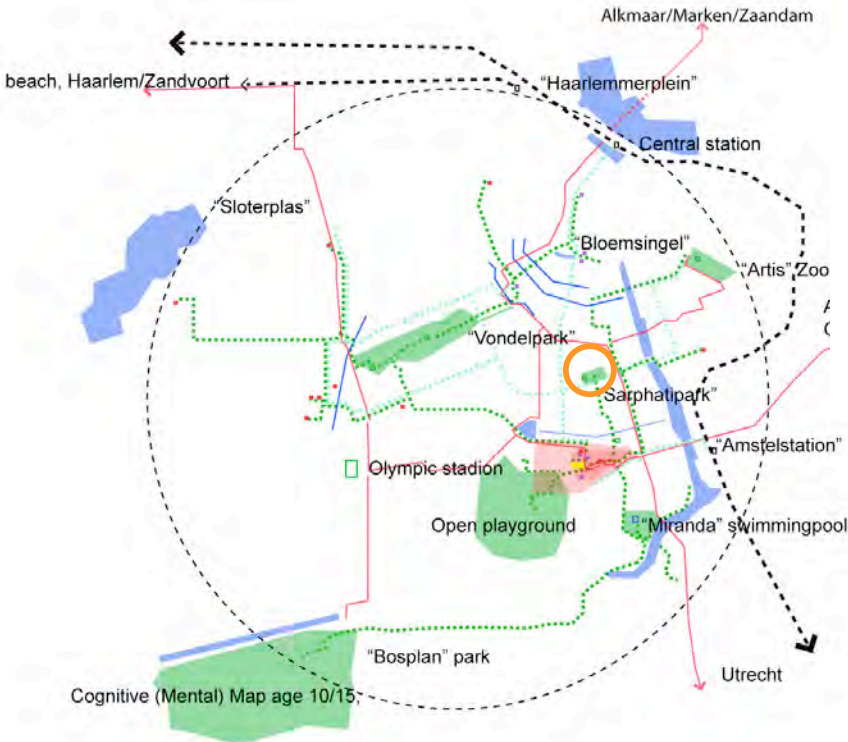 Alkmaar/Marken/Zaandam
beach, Haarlem/Zandvoort
"Haarlemmerplein"
Central station
"Sloterplas"
"Bloemsingel"
"Artis" Zoo
"Vondelpark"
Sarphatipark"
"Amstelstation"
Olympic stadion
Open playground
"Miranda" swimmingpool
"Bosplan" park
Utrecht
Cognitive (Mental) Map age 10/15,